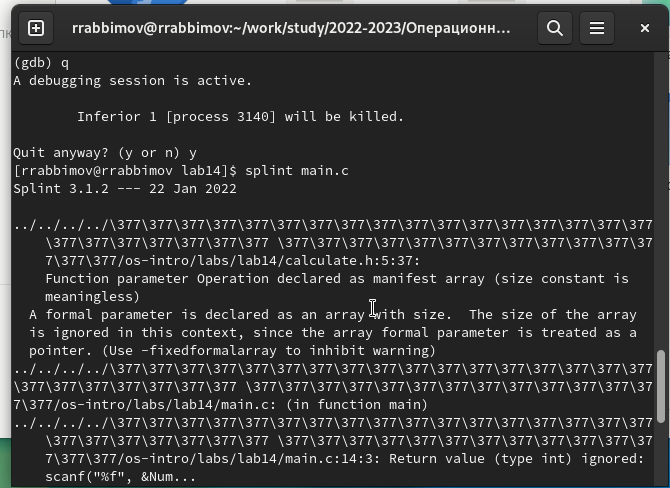 rrabbimov@rrabbimov:~/work/study/2022-2023/Операционн...
(gdb) q
A debugging session is active.
Inferior 1 [process 3140] will be killed.
Quit anyway? (y or n) y
[rrabbimov@rrabbimov lab14]$ splint main.c
Splint 3.1.2 --- 22 Jan 2022
../../../../\377\377\377\377\377\377\377\377\377\377\377\377\377\377\377\377\377
\377\377\377\377\377\377\377 \377\377\377\377\377\377\377\377\377\377\377\37
7\377\377/os-intro/labs/lab14/calculate.h:5:37:
Function parameter Operation declared as manifest array (size constant is
meaningless)
A formal parameter is declared as an array with size.  The size of the array
is ignored in this context, since the array formal parameter is treated as a
pointer. (Use -fixedformalarray to inhibit warning)
../../../../\377\377\377\377\377\377\377\377\377\377\377\377\377\377\377\377\377
\377\377\377\377\377\377\377 \377\377\377\377\377\377\377\377\377\377\377\377\37
7\377/os-intro/labs/lab14/main.c: (in function main)
../../../../\377\377\377\377\377\377\377\377\377\377\377\377\377\377\377\377\377
\377\377\377\377\377\377\377 \377\377\377\377\377\377\377\377\377\377\377\37
7\377\377/os-intro/labs/lab14/main.c:14:3: Return value (type int) ignored:
scanf("%f", &Num...